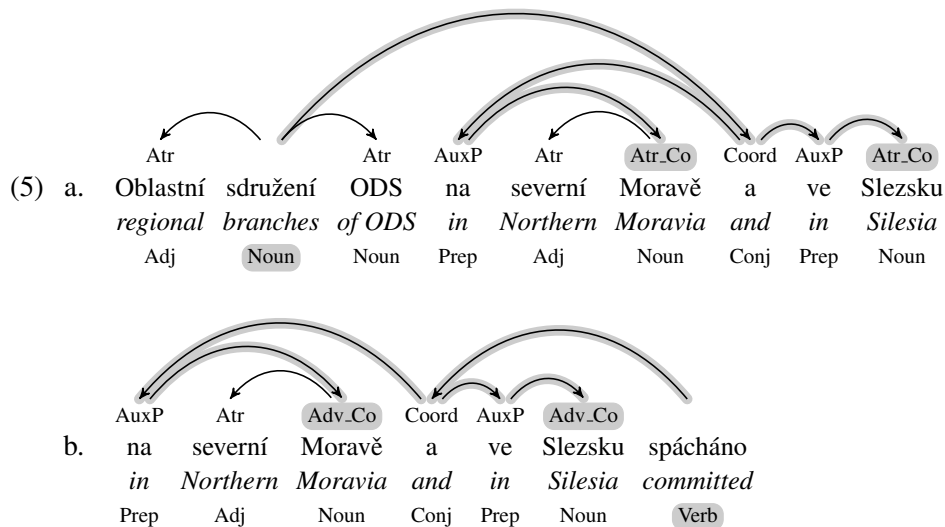 Atr Atr AuxP Atr Atr_Co Coord AuxP Atr_Co
(5) a. Oblastní sdružení ODS na severní Moravě a ve Slezsku
regional branches of ODS in Northern Moravia and in Silesia
Adj Noun Noun Prep Adj Noun Conj Prep Noun
AuxP Atr Adv_Co Coord AuxP Adv_Co
b. na severní Moravě a ve Slezsku spácháno
in Northern Moravia and in Silesia committed
Prep Adj Noun Conj Prep Noun Verb